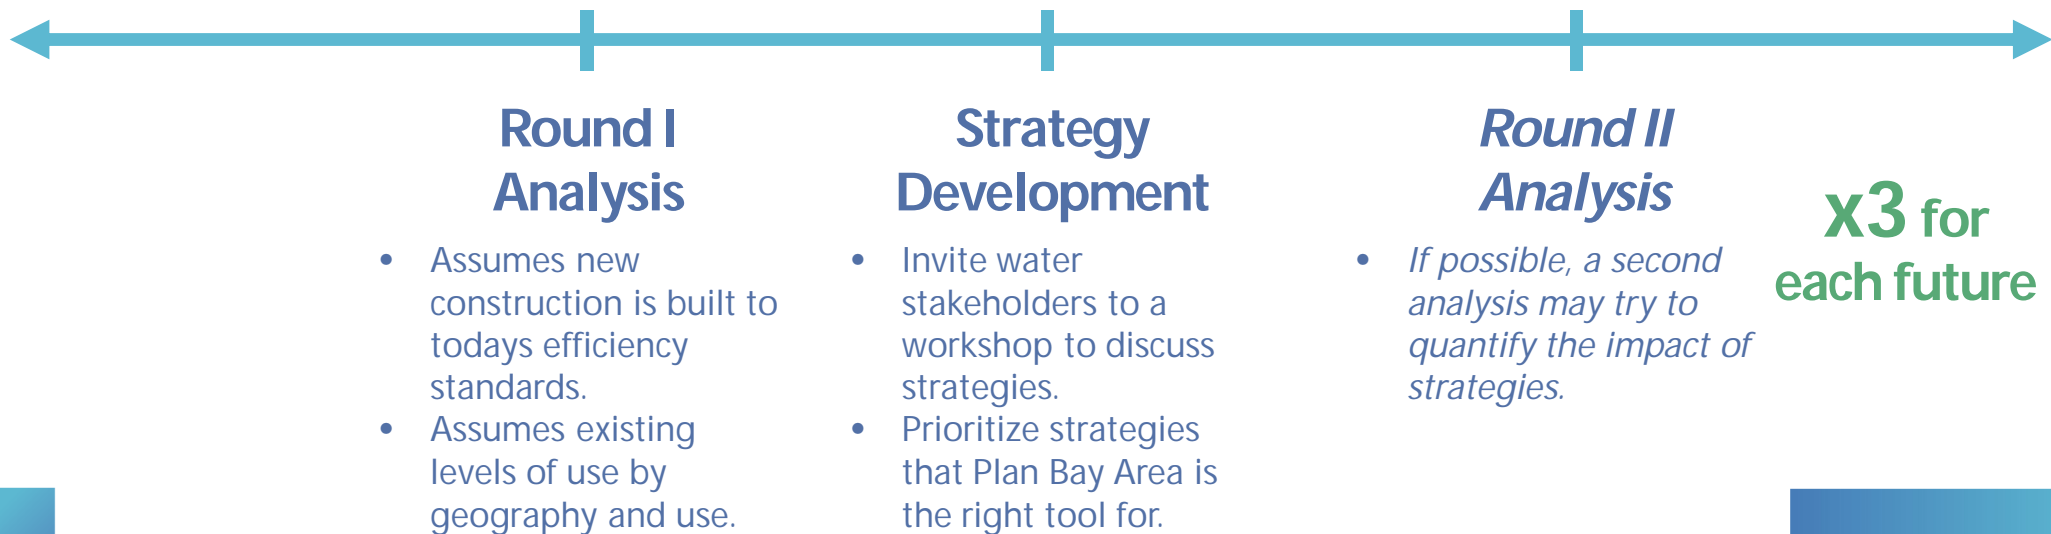 Round I
Analysis
• Assumes new
construction is built to
todays efficiency
standards.
• Assumes existing
levels of use by
geography and use.
Strategy
Development
• Invite water
stakeholders to a
workshop to discuss
strategies.
• Prioritize strategies
that Plan Bay Area is
the right tool for.
Round II
Analysis
• If possible, a second
analysis may try to
quantify the impact of
strategies.
x3 for
each future